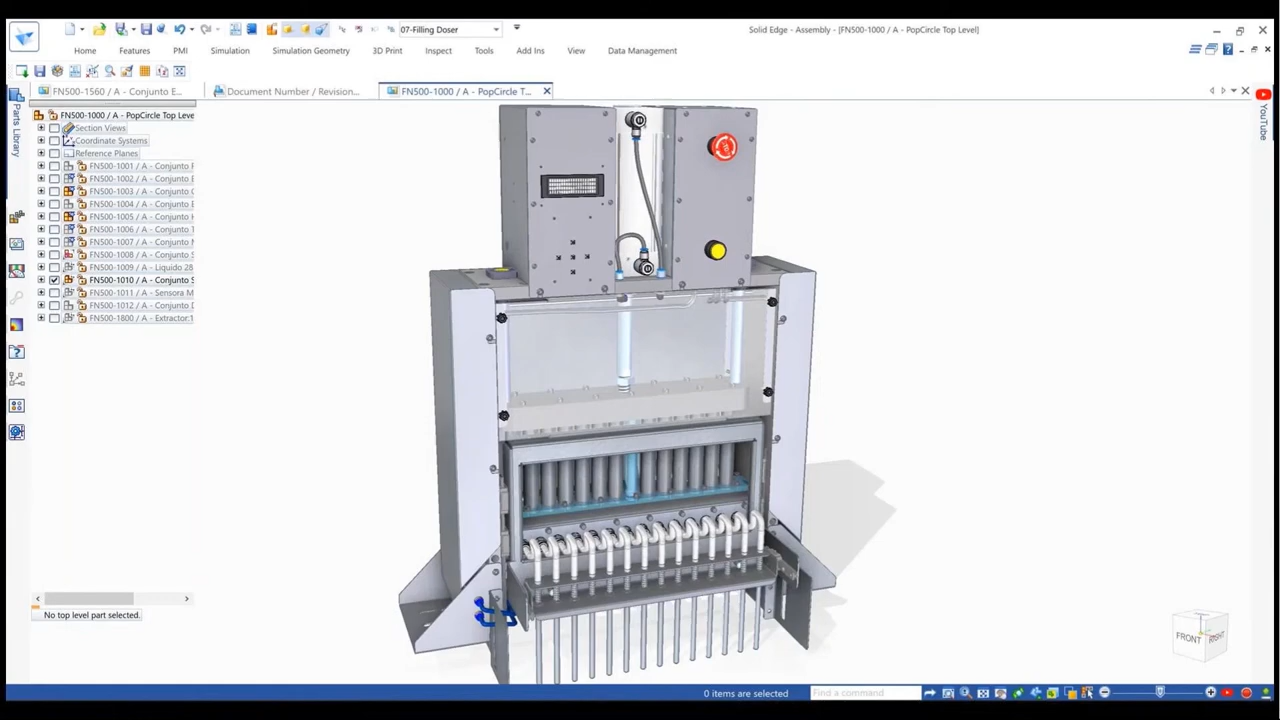 07-Filling Doser
Solid Edge - Assembly - [FN500-1000 / A - PopCircle Top Level]
Home Features PMI Simulation Simulation Geometry 3D Print Inspect Tools Add Ins View Data Management
FN500-1560 / A - Conjunto E...
Document Number / Revision...
FN500-1000 / A - PopCircle T...
Parts Library
YouTube
FN500-1000 / A - PopCircle Top Leve
Section Views
Coordinate Systems
Reference Planes
FN500-1001 / A - Conjunto F
FN500-1002 / A - Conjunto E
FN500-1003 / A - Conjunto C
FN500-1004 / A - Conjunto E
FN500-1005 / A - Conjunto H
FN500-1006 / A - Conjunto T
FN500-1007 / A - Conjunto M
FN500-1008 / A - Conjunto S
FN500-1009 / A - Liquido 28
FN500-1010 / A - Conjunto S
FN500-1011 / A - Sensora M
FN500-1012 / A - Conjunto D
FN500-1800 / A - Extractor:1
No top level part selected.
FRONT
RIGHT
0 items are selected
Find a command